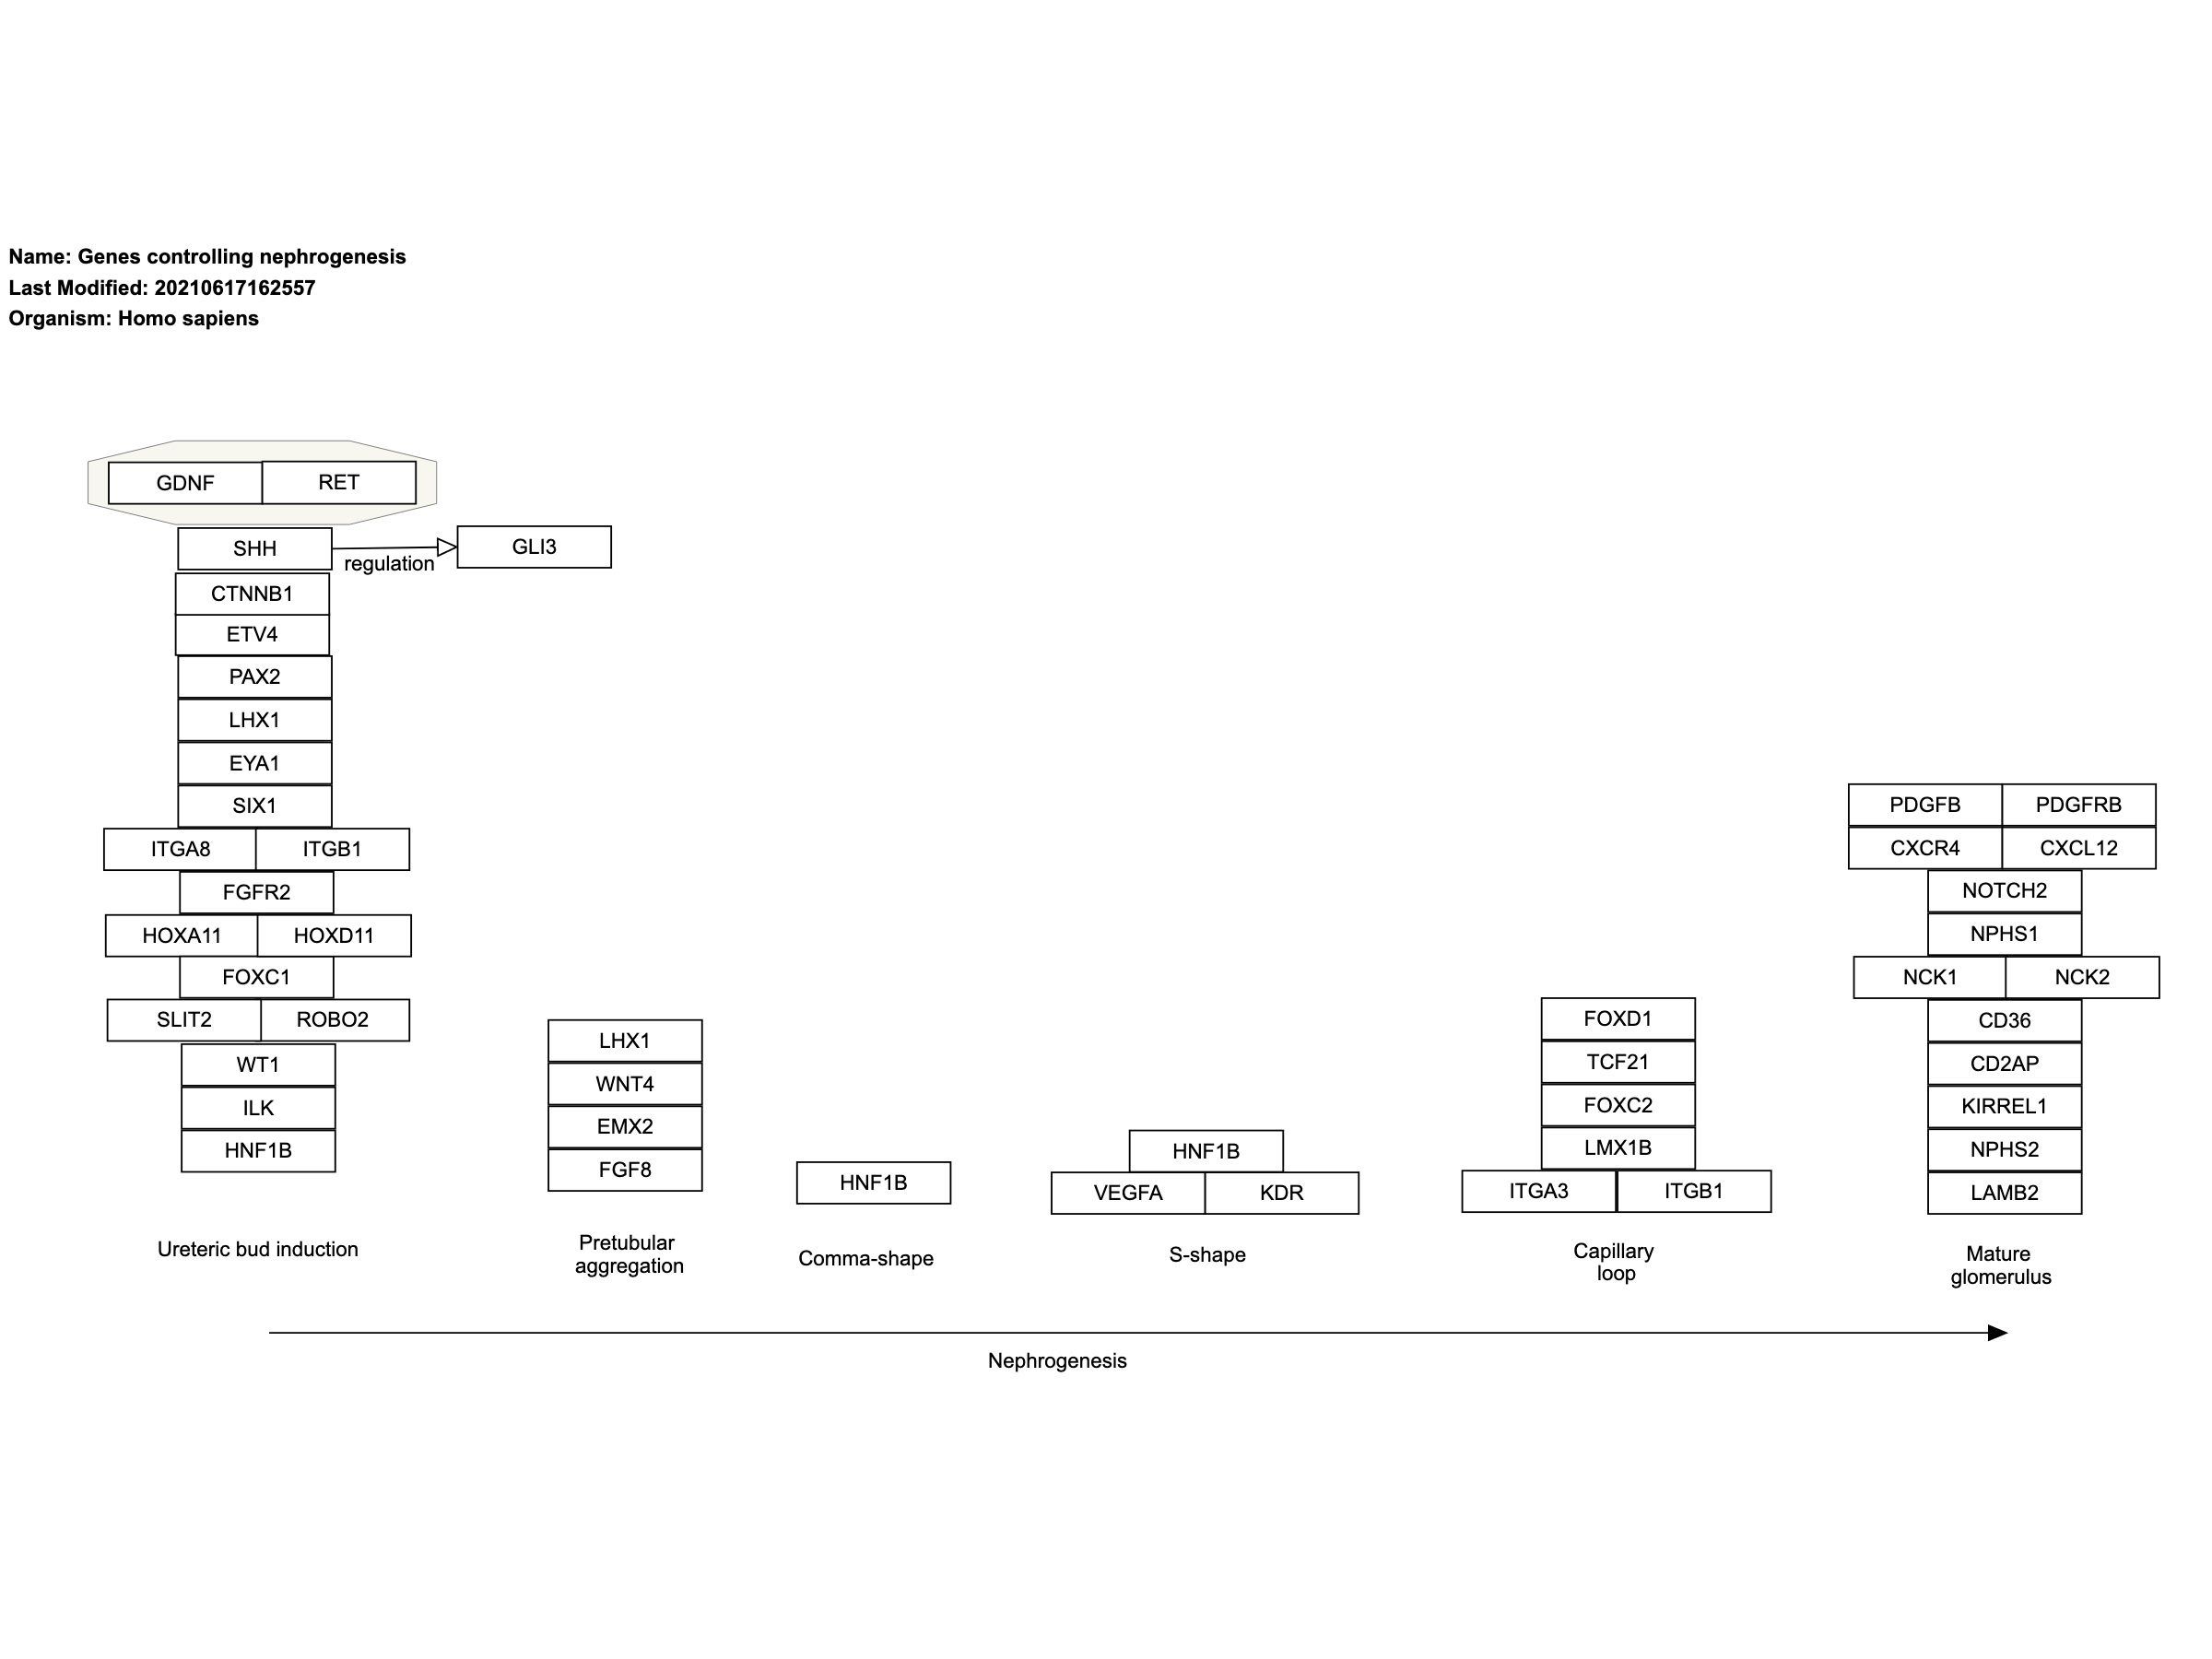 Name: Genes controlling nephrogenesis
Last Modified: 20210617162557
Organism: Homo sapiens
GDNF RET
SHH
regulation
GLI3
CTNNB1
ETV4
PAX2
LHX1
EYA1
SIX1
ITGA8 ITGB1
FGFR2
HOXA11 HOXD11
FOXC1
SLIT2 ROBO2
WT1
ILK
HNF1B
Ureteric bud induction
LHX1
WNT4
EMX2
FGF8
Pretubular
aggregation
HNF1B
Comma-shape
HNF1B
VEGFA KDR
S-shape
FOXD1
TCF21
FOXC2
LMX1B
ITGA3 ITGB1
Capillary
loop
PDGFB PDGFRB
CXCR4 CXCL12
NOTCH2
NPHS1
NCK1 NCK2
CD36
CD2AP
KIRREL1
NPHS2
LAMB2
Mature
glomerulus
Nephrogenesis